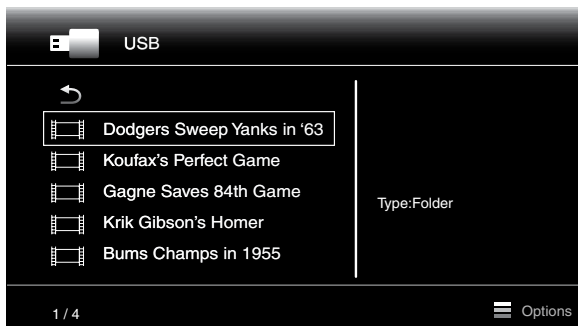 USB
Dodgers Sweep Yanks in ‘63
Koufax’s Perfect Game
Gagne Saves 84th Game
Krik Gibson’s Homer
Bums Champs in 1955
Type:Folder
1 / 4
Options